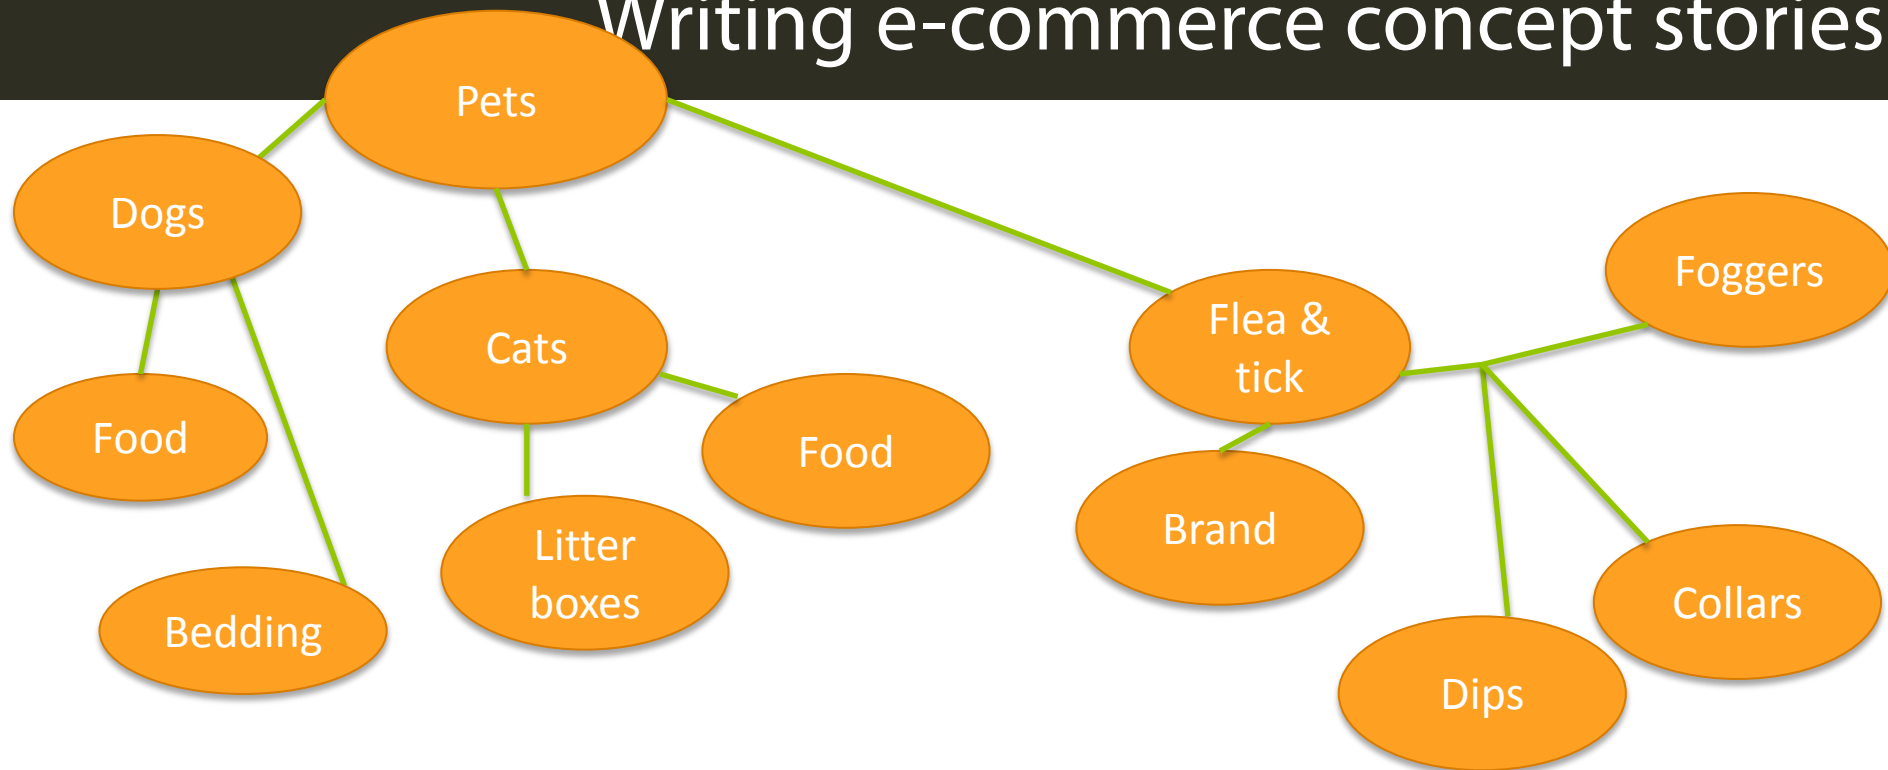 Writing e-commerce concept stories
Pets
Dogs
Foggers
Flea &
tick
Cats
Food
Food
Brand
Litter
boxes
Collars
Bedding
Dips